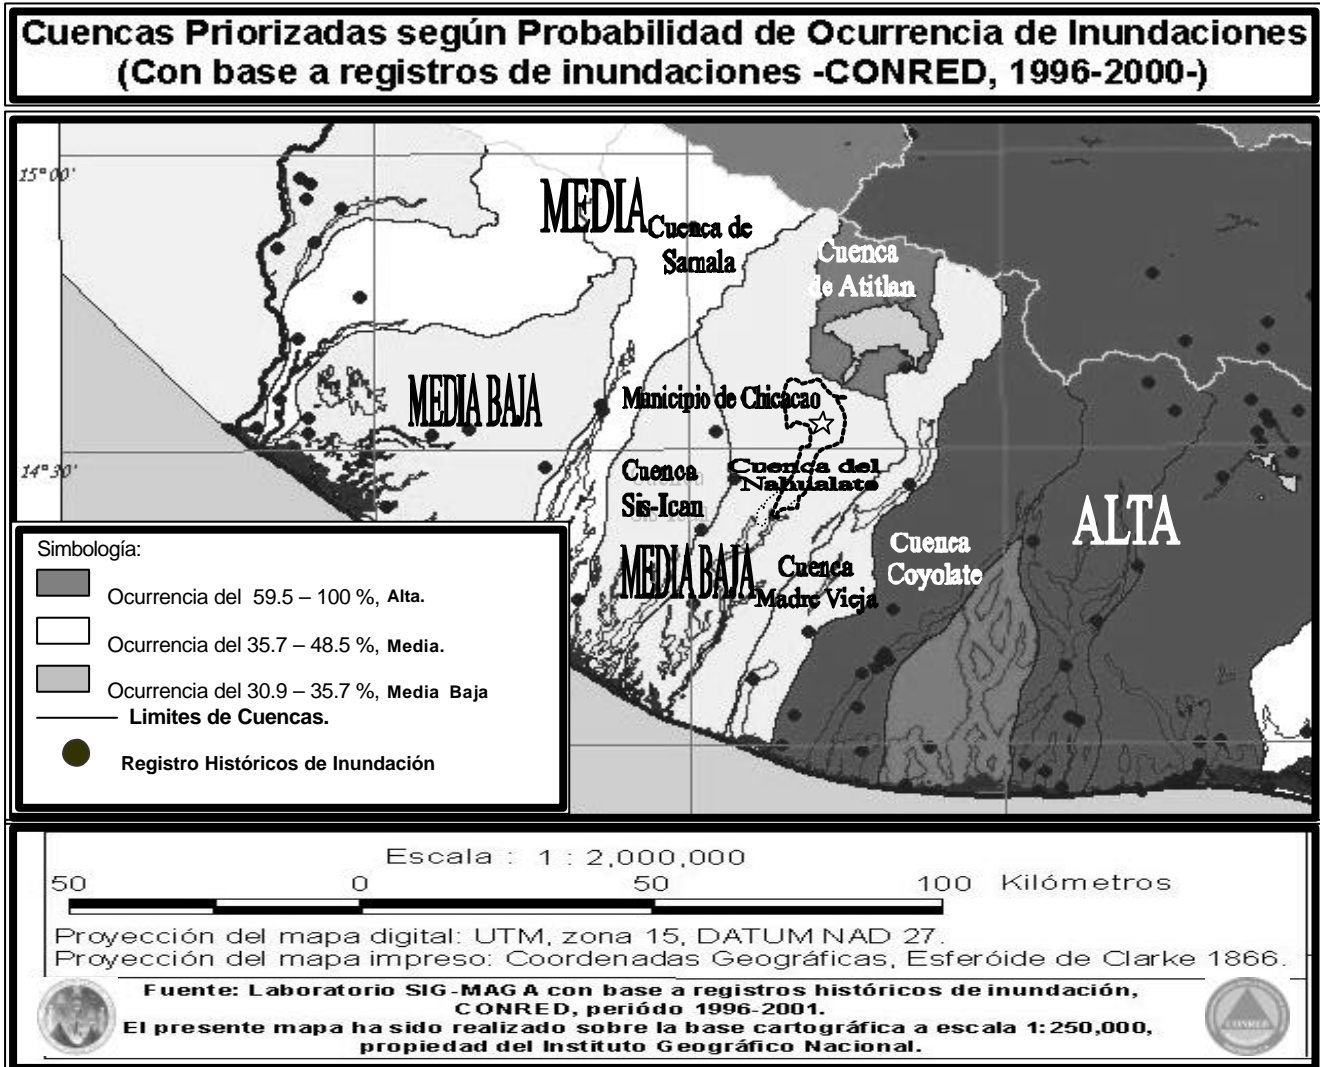 Cuencas Priorizadas según Probabilidad de Ocurrencia de Inundaciones
(Con base a registros de inundaciones -CONRED, 1996-2000-)
15° 00'
14° 30'
MEDIA
Cuenca de
Samala
Cuenca
de Atitlan
MEDIA BAJA
Municipio de Chicacao
Cuenca
Sis-Ican
Cuenca del
Nahualate
MEDIA BAJA
Cuenca
Madre Vieja
Cuenca
Coyolate
ALTA
Simbología:
Ocurrencia del 59.5 – 100 %, Alta.
Ocurrencia del 35.7 – 48.5 %, Media.
Ocurrencia del 30.9 – 35.7 %, Media Baja
Limites de Cuencas.
Registro Históricos de Inundación
Escala : 1 : 2,000,000
50 0 50 100 Kilómetros
Proyección del mapa digital: UTM, zona 15, DATUM NAD 27.
Proyección del mapa impreso: Coordenadas Geográficas, Esferóide de Clarke 1866.
Fuente: Laboratorio SIG-MAGA con base a registros históricos de inundación,
CONRED, periódo 1996-2001.
El presente mapa ha sido realizado sobre la base cartográfica a escala 1:250,000,
propiedad del Instituto Geográfico Nacional.
CONRED